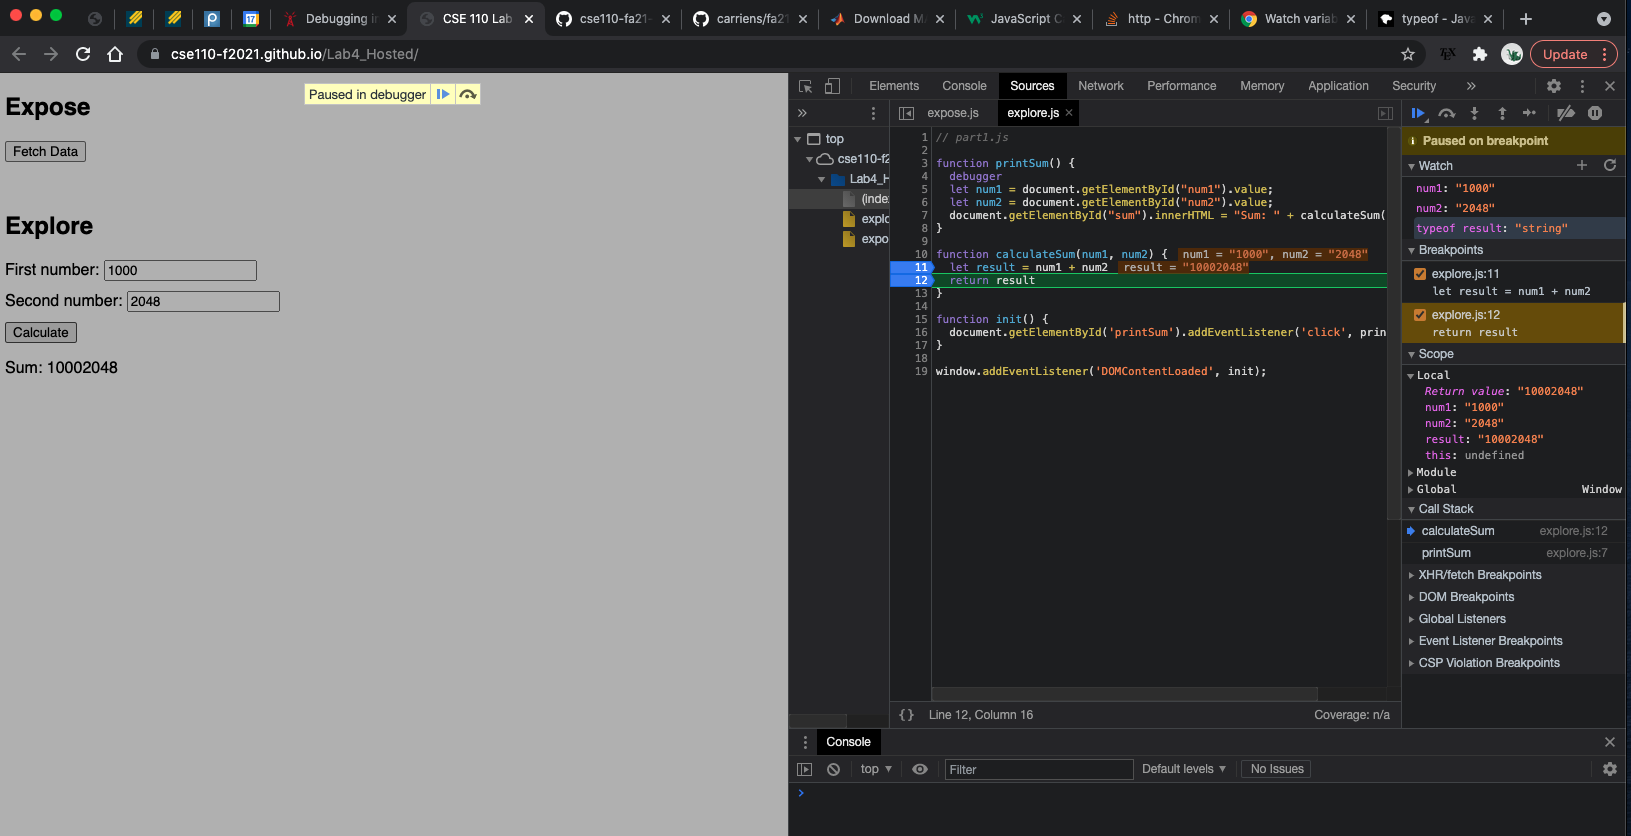 Debugging in
CSE 110 Lab
cse110-fa21-
carriens/fa21
Download MA
JavaScript C
http - Chrom
Watch variab
typeof - Java
17
cse110-f2021.github.io/Lab4_Hosted/
Update
Expose
Fetch Data
Paused in debugger
Explore
First number: 1000
Second number: 2048
Calculate
Sum: 10002048
Elements
Console
Sources
Network
Performance
Memory
Application
Security
»
»
expose.js
explore.js
top
cse110-f2
Lab4_H
(inde
explo
expo
1 // part1.js
2
3 function printSum() {
4 debugger
5 let num1 = document.getElementById("num1").value;
6 let num2 = document.getElementById("num2").value;
7 document.getElementById("sum").innerHTML = "Sum: " + calculateSum(
8 }
9
10 function calculateSum(num1, num2) { num1 = "1000", num2 = "2048"
11 let result = num1 + num2 result = "10002048"
12 return result
13 }
14
15 function init() {
16 document.getElementById('printSum').addEventListener('click', prin
17 }
18
19 window.addEventListener('DOMContentLoaded', init);
{ } Line 12, Column 16
Coverage: n/a
Paused on breakpoint
Watch
num1: "1000"
num2: "2048"
typeof result: "string"
Breakpoints
explore.js:11
let result = num1 + num2
explore.js:12
return result
Scope
Local
Return value: "10002048"
num1: "1000"
num2: "2048"
result: "10002048"
this: undefined
Module
Global Window
Call Stack
calculateSum explore.js:12
printSum explore.js:7
XHR/fetch Breakpoints
DOM Breakpoints
Global Listeners
Event Listener Breakpoints
CSP Violation Breakpoints
Console
top
Filter
Default levels
No Issues